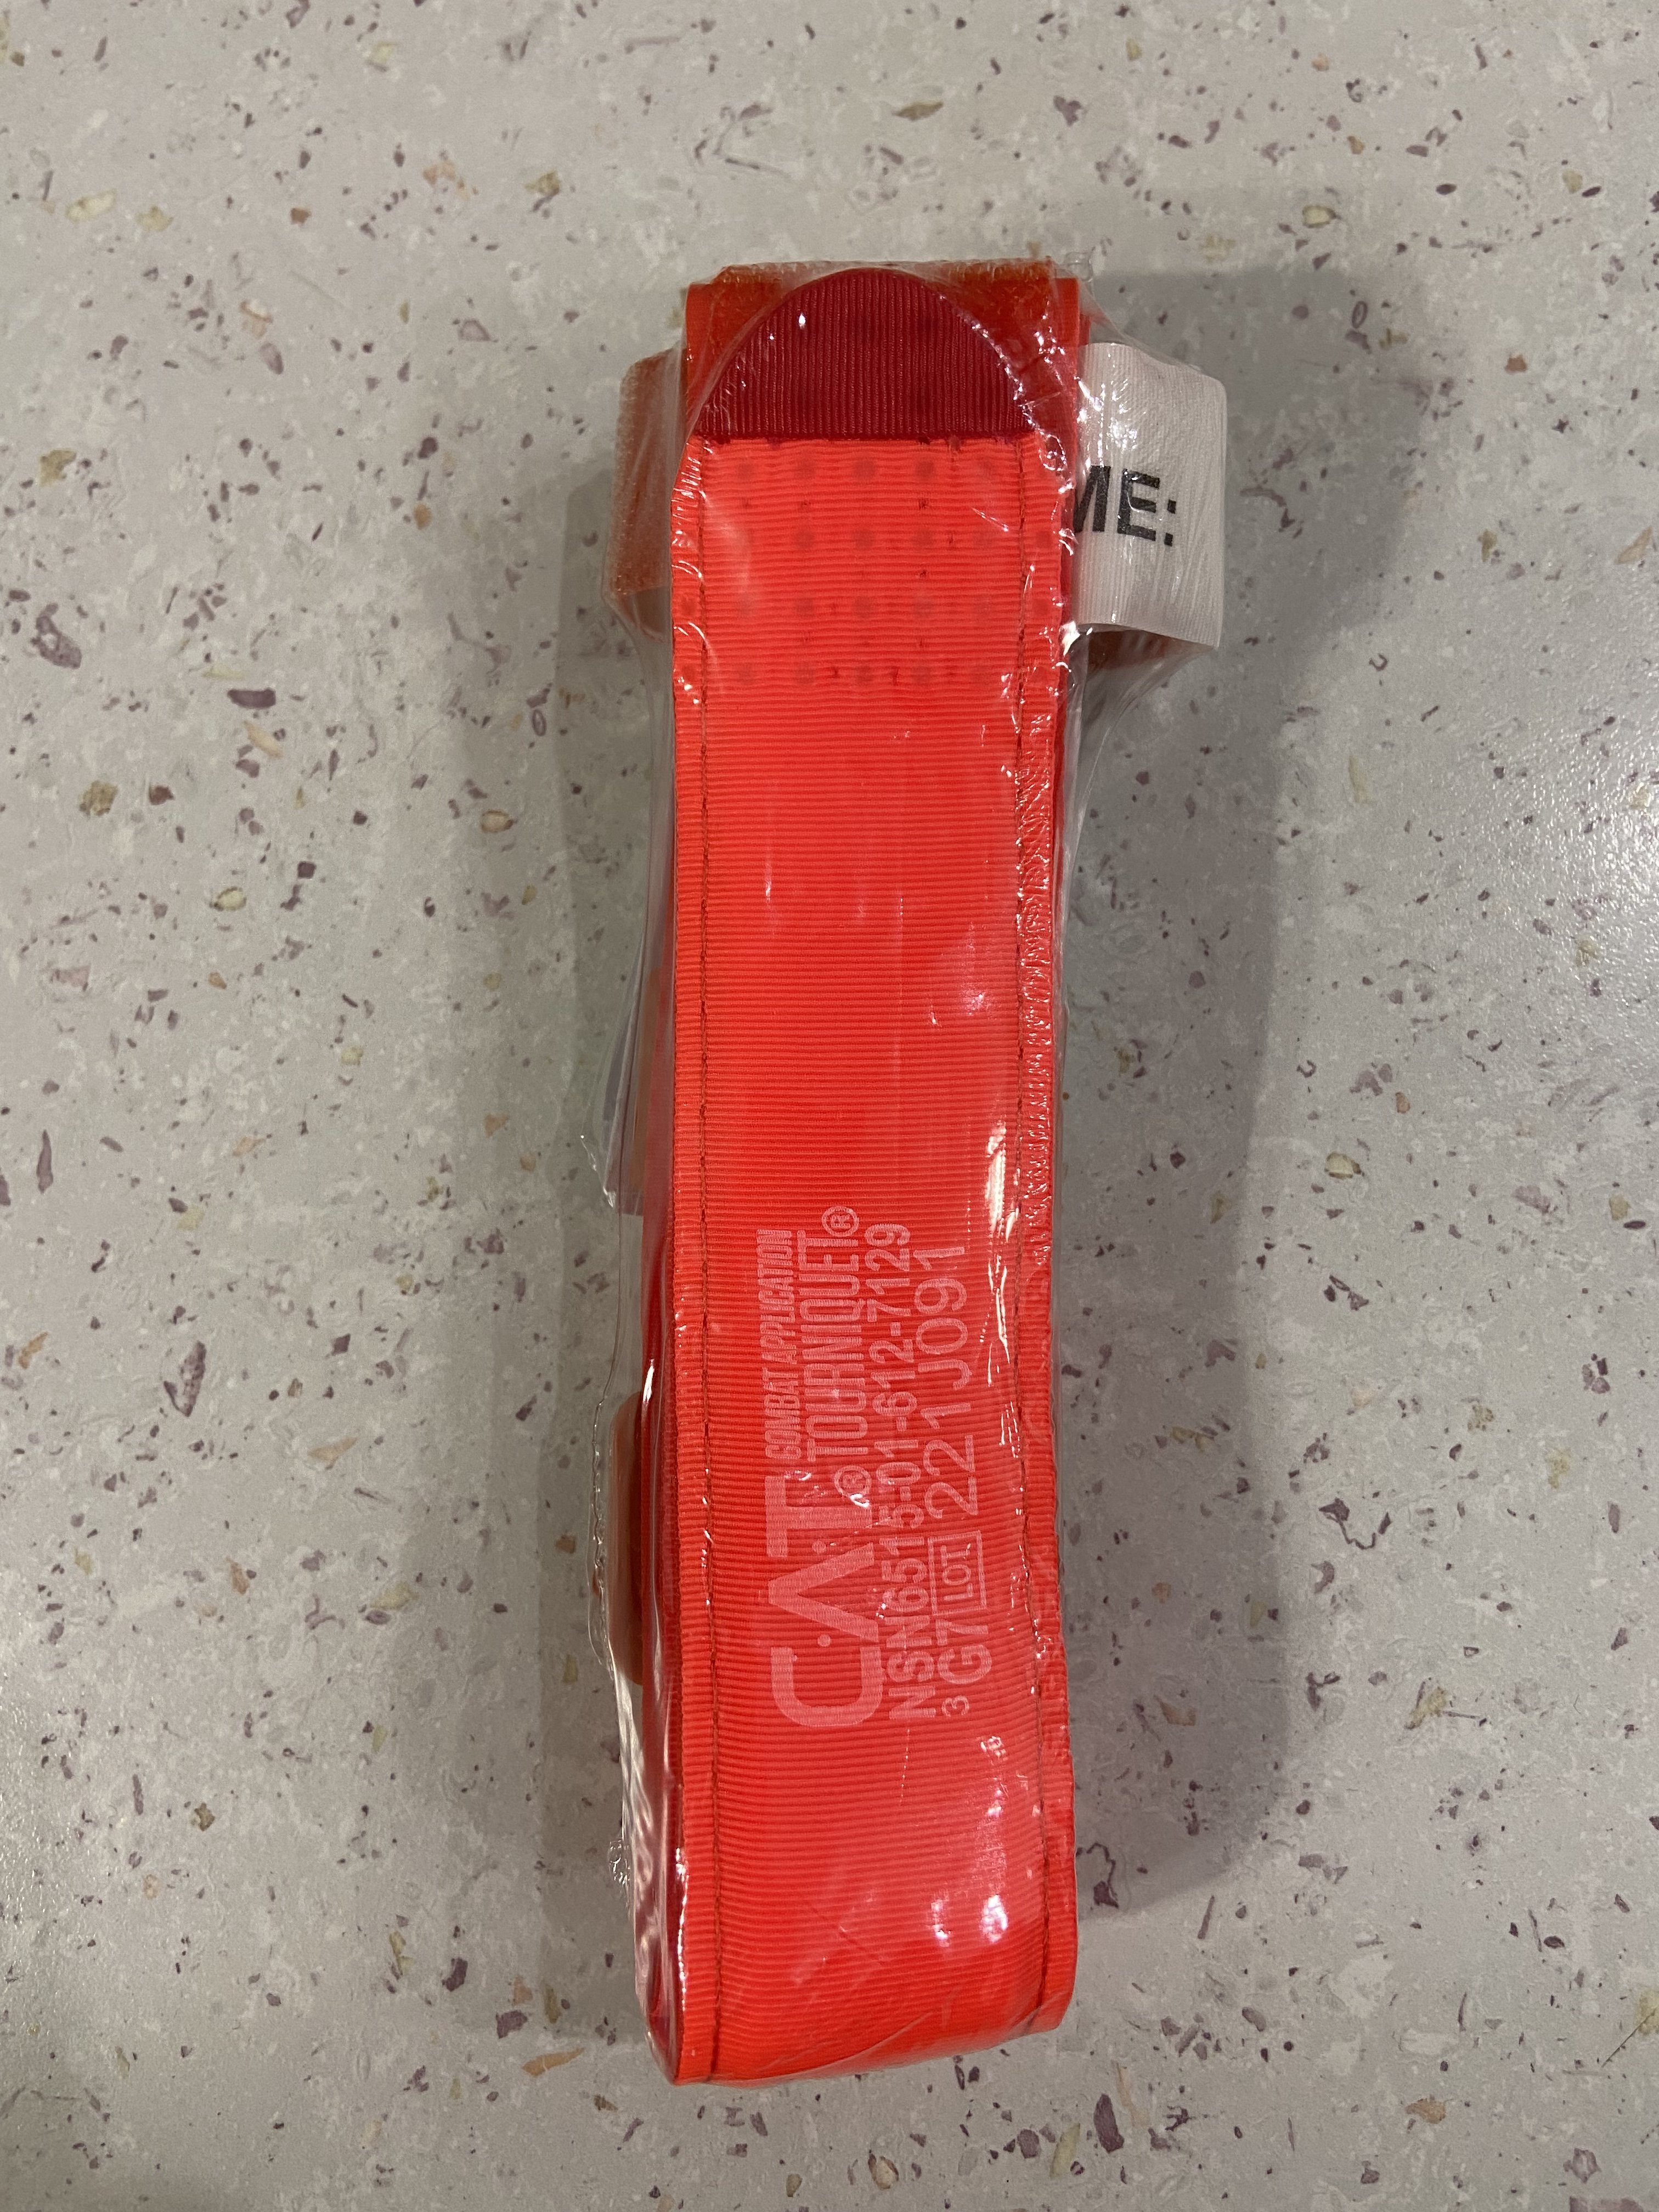 ME:
C·A·T® COMBAT APPLICATION
TOURNIQUET®
NSN6515-01-612-7129
3 G7 LOT 221J091